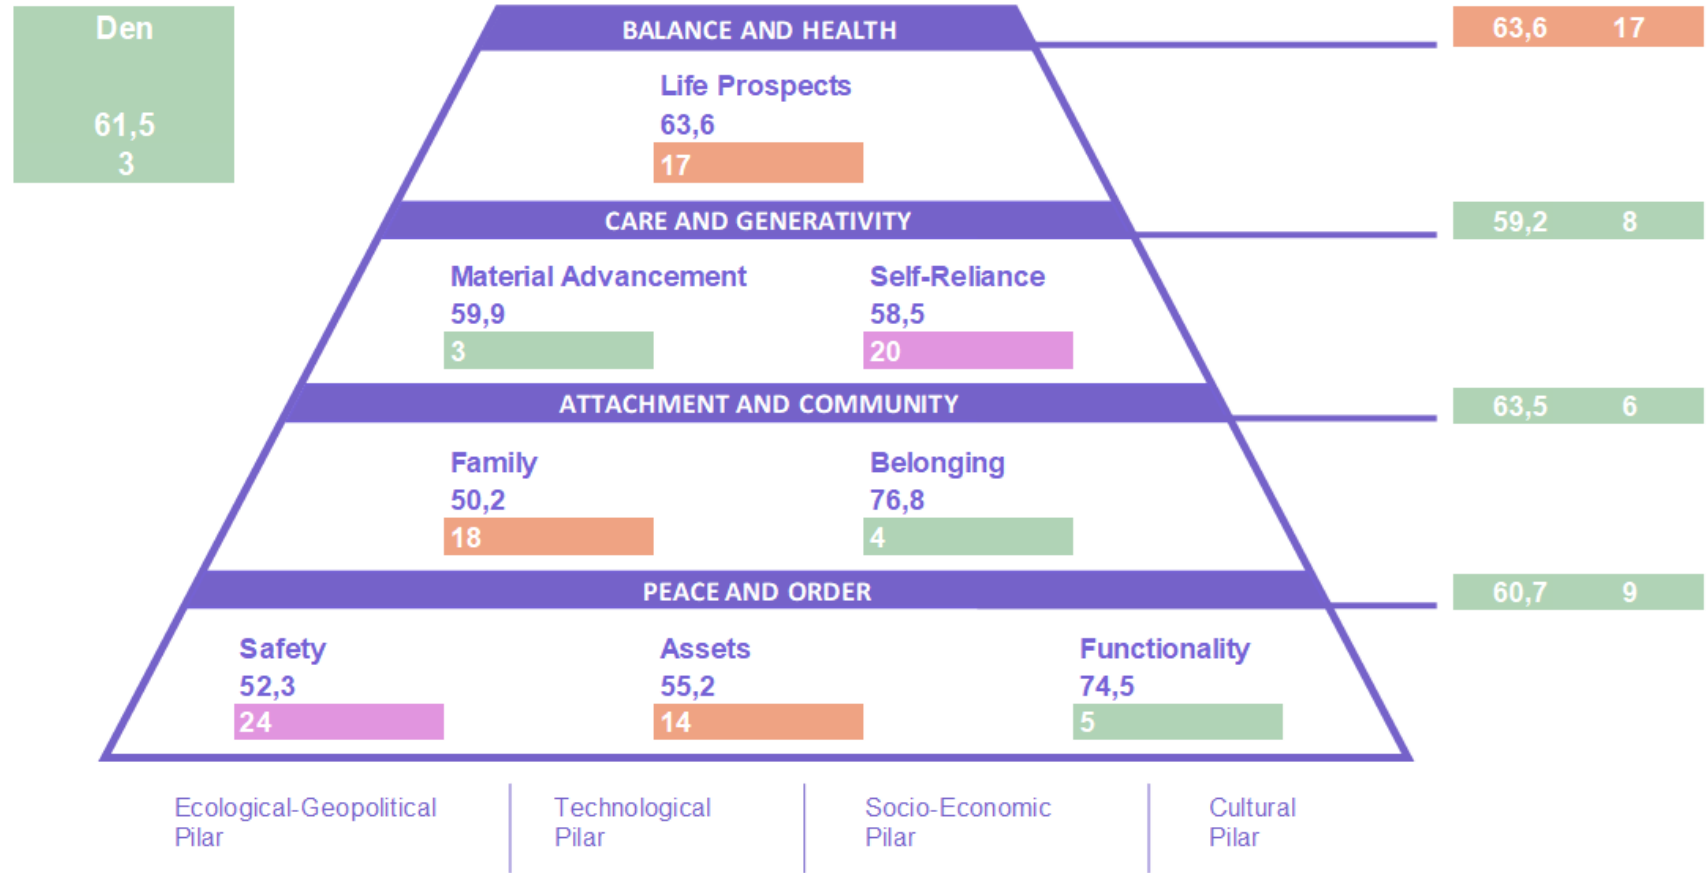 Den
61,5
3
BALANCE AND HEALTH
63,6 17
Life Prospects
63,6
17
CARE AND GENERATIVITY
59,2 8
Material Advancement
59,9
3
Self-Reliance
58,5
20
ATTACHMENT AND COMMUNITY
63,5 6
Family
50,2
18
Belonging
76,8
4
PEACE AND ORDER
60,7 9
Safety
52,3
24
Assets
55,2
14
Functionality
74,5
5
Ecological-Geopolitical
Pilar
Technological
Pilar
Socio-Economic
Pilar
Cultural
Pilar